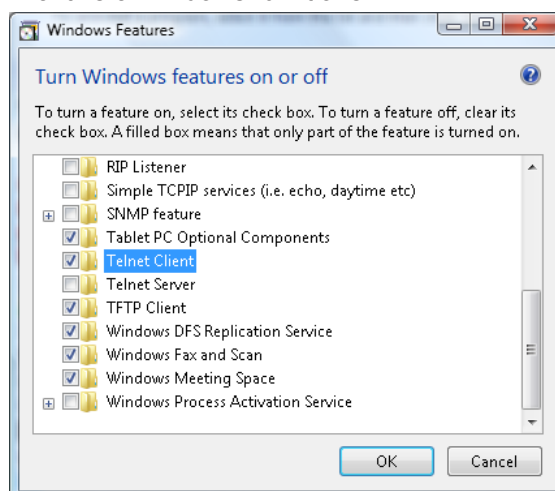 Windows Features
Turn Windows features on or off
To turn a feature on, select its check box. To turn a feature off, clear its
check box. A filled box means that only part of the feature is turned on.
RIP Listener
Simple TCPIP services (i.e. echo, daytime etc)
SNMP feature
Tablet PC Optional Components
Telnet Client
Telnet Server
TFTP Client
Windows DFS Replication Service
Windows Fax and Scan
Windows Meeting Space
Windows Process Activation Service
OK
Cancel